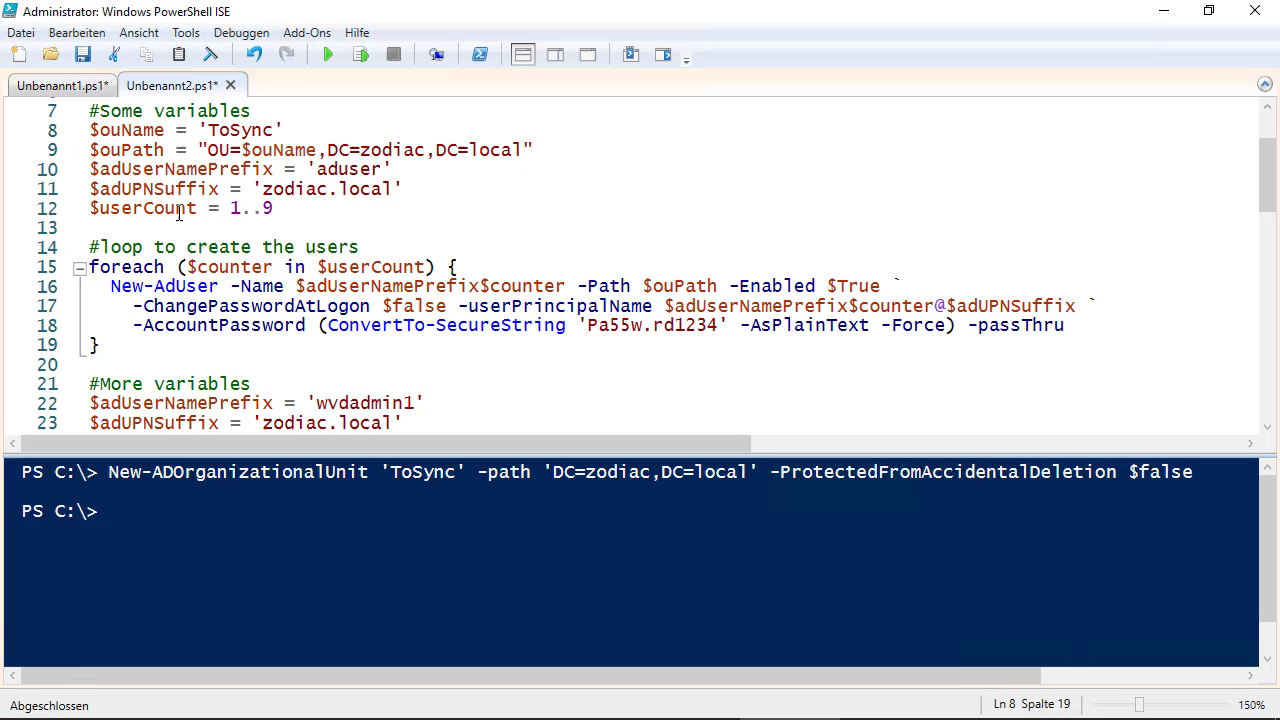 Administrator: Windows PowerShell ISE
Datei Bearbeiten Ansicht Tools Debuggen Add-Ons Hilfe
Unbenannt1.ps1* Unbenannt2.ps1*
7 #Some variables
8 $ouName = 'ToSync'
9 $ouPath = "OU=$ouName,DC=zodiac,DC=local"
10 $adUserNamePrefix = 'aduser'
11 $adUPNSuffix = 'zodiac.local'
12 $userCount = 1..9
13
14 #loop to create the users
15 foreach ($counter in $userCount) {
16 New-AdUser -Name $adUserNamePrefix$counter -Path $ouPath -Enabled $True `
17 -ChangePasswordAtLogon $false -userPrincipalName $adUserNamePrefix$counter@$adUPNSuffix `
18 -AccountPassword (ConvertTo-SecureString 'Pa55w.rd1234' -AsPlainText -Force) -passThru
19 }
20
21 #More variables
22 $adUserNamePrefix = 'wvdadmin1'
23 $adUPNSuffix = 'zodiac.local'
PS C:\> New-ADOrganizationalUnit 'ToSync' -path 'DC=zodiac,DC=local' -ProtectedFromAccidentalDeletion $false
PS C:\>
Abgeschlossen Ln 8 Spalte 19 150%